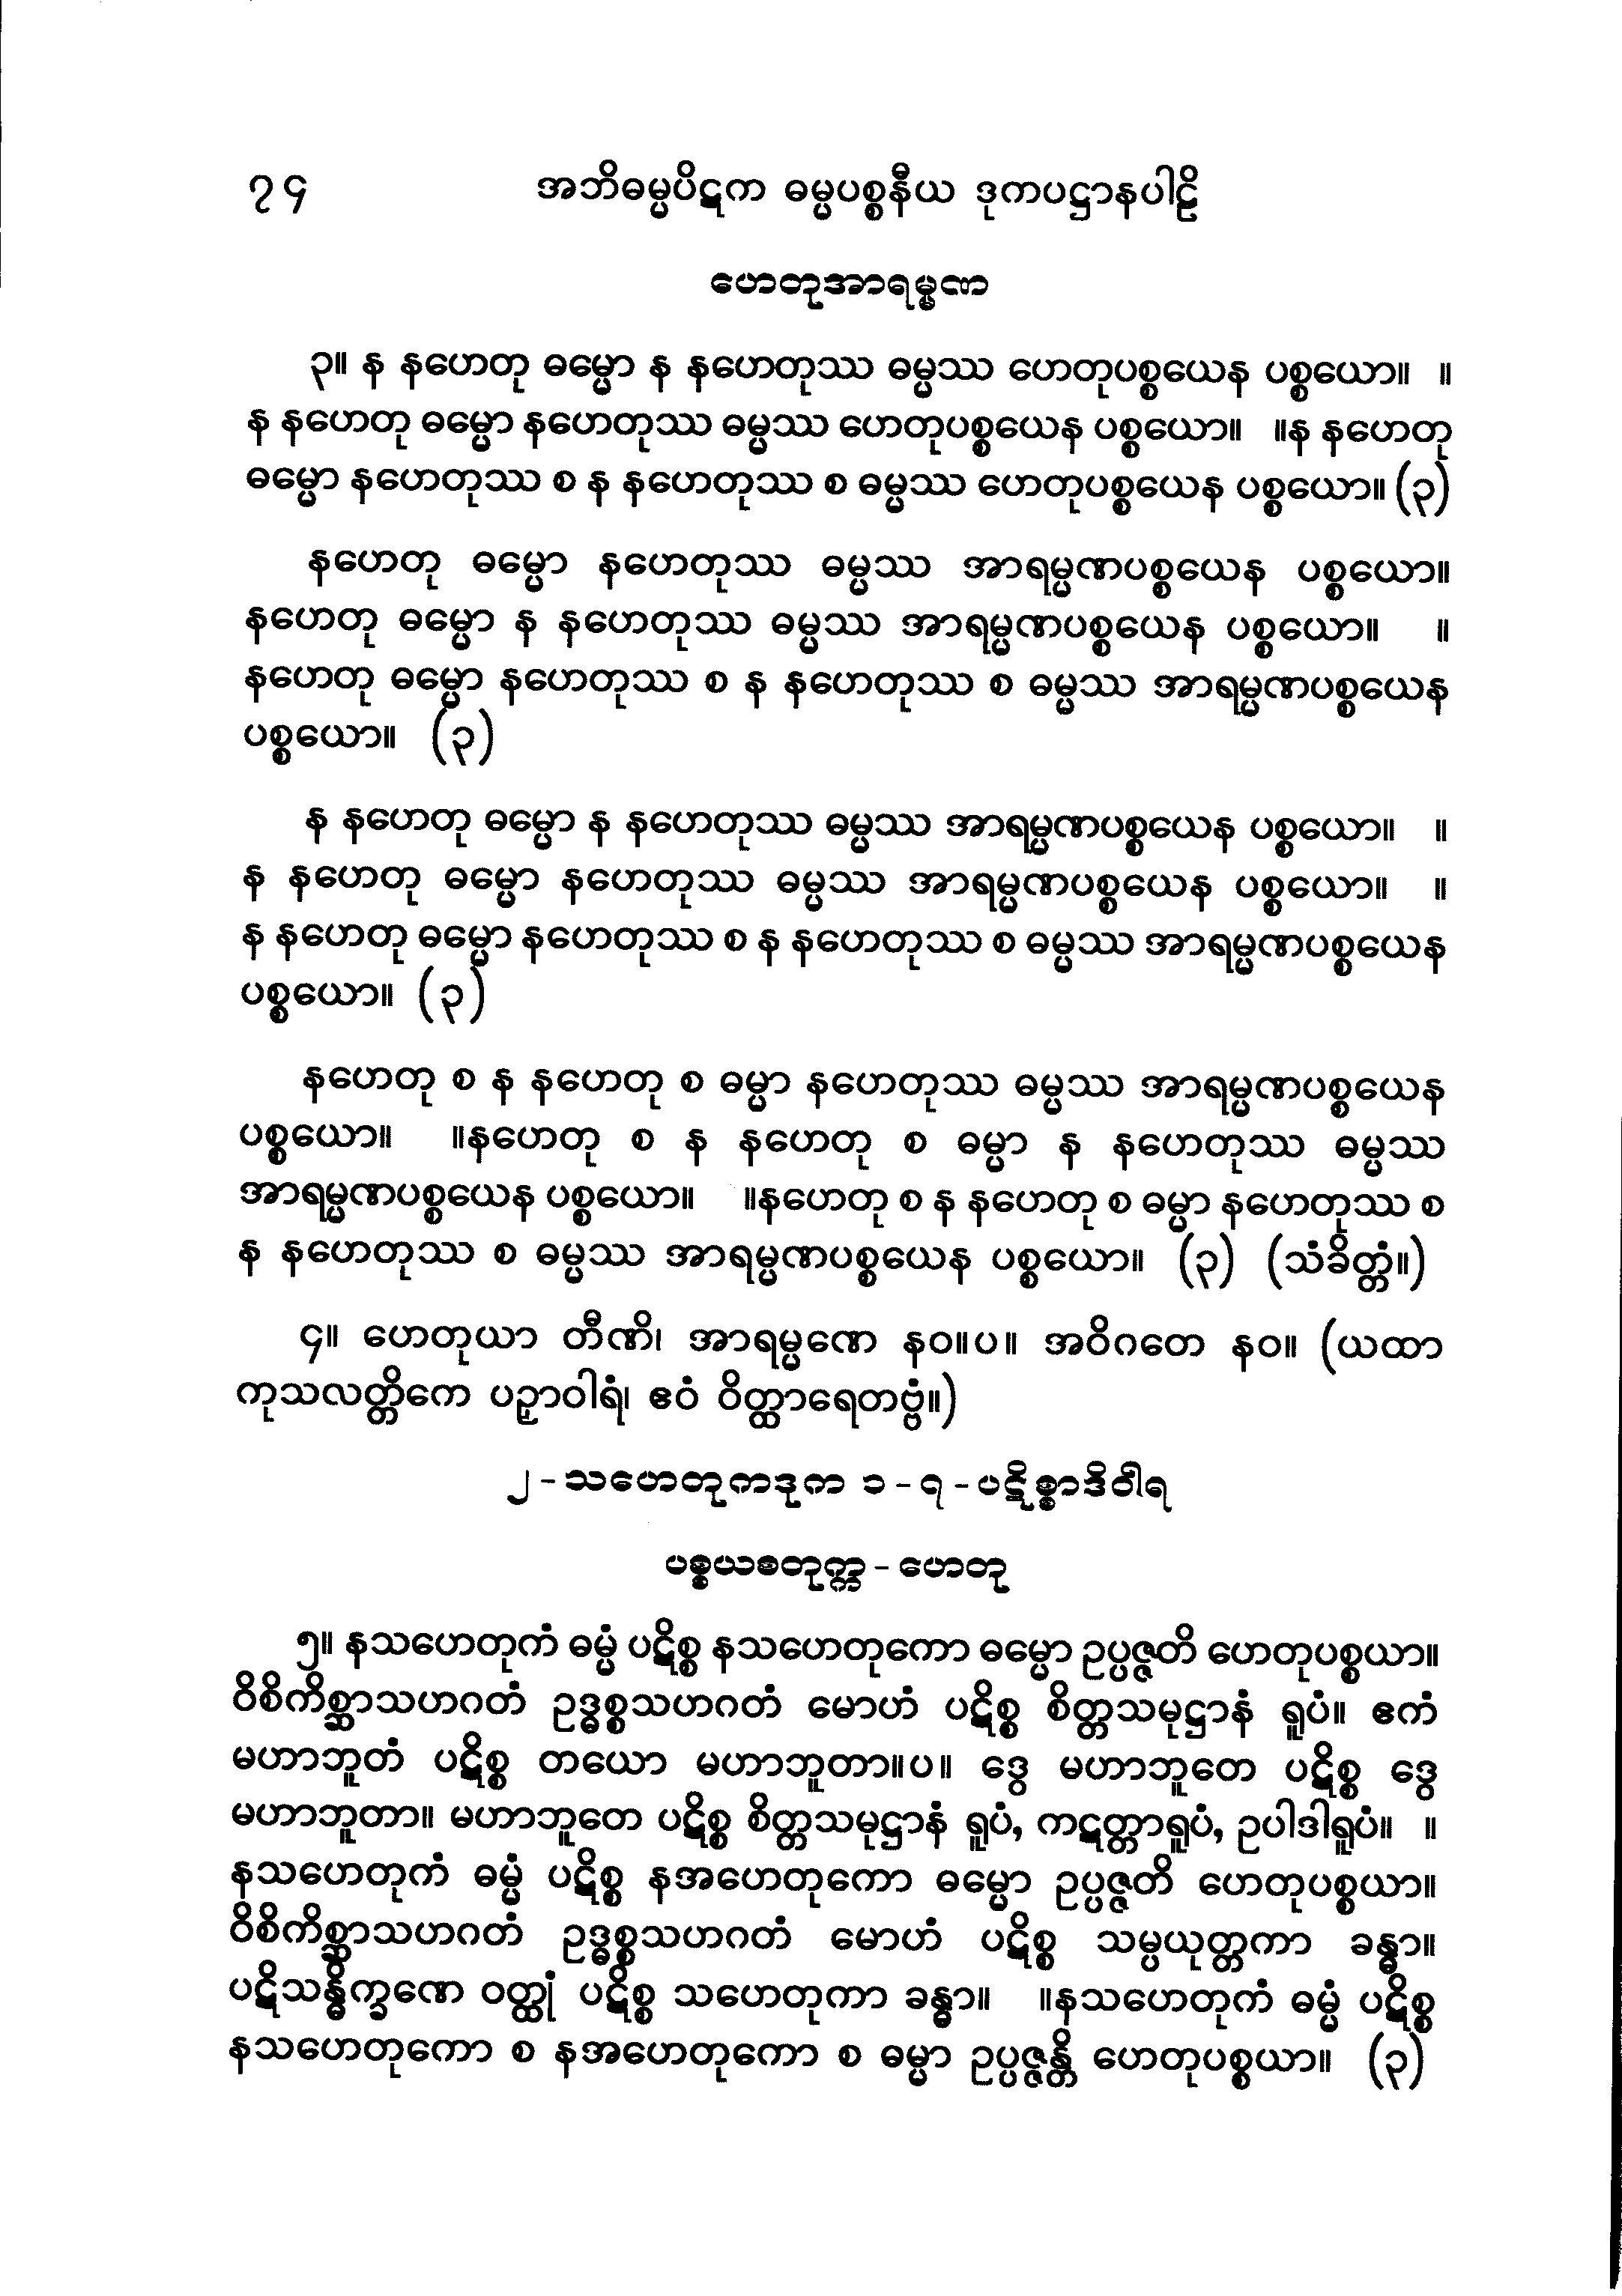 ၇၄ အဘိဓမ္မပိဋက ဓမ္မပစ္စနီယ ဒုကပဋ္ဌာနပါဠိ
ဟေတုအာရမ္မဏ
၃။ န နဟေတု ဓမ္မော န နဟေတုဿ ဓမ္မဿ ဟေတုပစ္စယေန ပစ္စယော။ ။
န နဟေတု ဓမ္မော နဟေတုဿ ဓမ္မဿ ဟေတုပစ္စယေန ပစ္စယော။ ။န နဟေတု
ဓမ္မော နဟေတုဿ စ န နဟေတုဿ စ ဓမ္မဿ ဟေတုပစ္စယေန ပစ္စယော။ (၃)
နဟေတု ဓမ္မော နဟေတုဿ ဓမ္မဿ အာရမ္မဏပစ္စယေန ပစ္စယော။
နဟေတု ဓမ္မော န နဟေတုဿ ဓမ္မဿ အာရမ္မဏပစ္စယေန ပစ္စယော။ ။
နဟေတု ဓမ္မော နဟေတုဿ စ န နဟေတုဿ စ ဓမ္မဿ အာရမ္မဏပစ္စယေန
ပစ္စယော။ (၃)
န နဟေတု ဓမ္မော န နဟေတုဿ ဓမ္မဿ အာရမ္မဏပစ္စယေန ပစ္စယော။ ။
န နဟေတု ဓမ္မော နဟေတုဿ ဓမ္မဿ အာရမ္မဏပစ္စယေန ပစ္စယော။ ။
န နဟေတု ဓမ္မော နဟေတုဿ စ န နဟေတုဿ စ ဓမ္မဿ အာရမ္မဏပစ္စယေန
ပစ္စယော။ (၃)
နဟေတု စ န နဟေတု စ ဓမ္မာ နဟေတုဿ ဓမ္မဿ အာရမ္မဏပစ္စယေန
ပစ္စယော။ ။နဟေတု စ န နဟေတု စ ဓမ္မာ န နဟေတုဿ ဓမ္မဿ
အာရမ္မဏပစ္စယေန ပစ္စယော။ ။နဟေတု စ န နဟေတု စ ဓမ္မာ နဟေတုဿ စ
န နဟေတုဿ စ ဓမ္မဿ အာရမ္မဏပစ္စယေန ပစ္စယော။ (၃) (သံခိတ္တံ။)
၄။ ဟေတုယာ တီဏိ၊ အာရမ္မဏေ နဝ။ပ။ အဝိဂတေ နဝ။ (ယထာ
ကုသလတ္တိကေ ပဉှာဝါရံ၊ ဧဝံ ဝိတ္ထာရေတဗ္ဗံ။)
၂ - သဟေတုကဒုက ၁ - ၇ - ပဋိစ္စာဒိဝါရ
ပစ္စယစတုက္က - ဟေတု
၅။ နသဟေတုကံ ဓမ္မံ ပဋိစ္စ နသဟေတုကော ဓမ္မော ဥပ္ပဇ္ဇတိ ဟေတုပစ္စယာ။
ဝိစိကိစ္ဆာသဟဂတံ ဥဒ္ဓစ္စသဟဂတံ မောဟံ ပဋိစ္စ စိတ္တသမုဋ္ဌာနံ ရူပံ။ ဧကံ
မဟာဘူတံ ပဋိစ္စ တယော မဟာဘူတာ။ပ။ ဒွေ မဟာဘူတေ ပဋိစ္စ ဒွေ
မဟာဘူတာ။ မဟာဘူတေ ပဋိစ္စ စိတ္တသမုဋ္ဌာနံ ရူပံ, ကဋတ္တာရူပံ, ဥပါဒါရူပံ။ ။
နသဟေတုကံ ဓမ္မံ ပဋိစ္စ နအဟေတုကော ဓမ္မော ဥပ္ပဇ္ဇတိ ဟေတုပစ္စယာ။
ဝိစိကိစ္ဆာသဟဂတံ ဥဒ္ဓစ္စသဟဂတံ မောဟံ ပဋိစ္စ သမ္ပယုတ္တကာ ခန္ဓာ။
ပဋိသန္ဓိက္ခဏေ ဝတ္ထုံ ပဋိစ္စ သဟေတုကာ ခန္ဓာ။ ။နသဟေတုကံ ဓမ္မံ ပဋိစ္စ
နသဟေတုကော စ နအဟေတုကော စ ဓမ္မာ ဥပ္ပဇ္ဇန္တိ ဟေတုပစ္စယာ။ (၃)